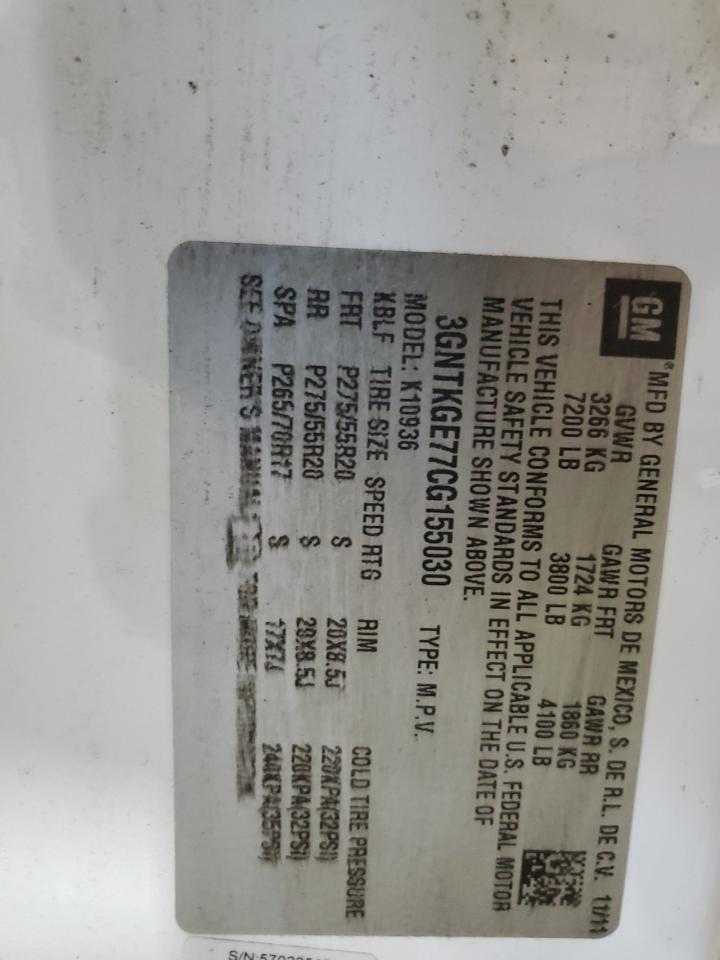 GM®
MFD BY GENERAL MOTORS DE MEXICO, S. DE R.L. DE C.V. 11/11
GVWR GAWR FRT GAWR RR
3266 KG 1724 KG 1860 KG
7200 LB 3800 LB 4100 LB
THIS VEHICLE CONFORMS TO ALL APPLICABLE U.S. FEDERAL MOTOR
VEHICLE SAFETY STANDARDS IN EFFECT ON THE DATE OF
MANUFACTURE SHOWN ABOVE.
3GNTKGE77CG155030 TYPE: M.P.V.
MODEL: K10936
KBLF TIRE SIZE SPEED RTG RIM COLD TIRE PRESSURE
FRT P275/55R20 S 20X8.5J 220KPA(32PSI)
RR P275/55R20 S 20X8.5J 220KPA(32PSI)
SPA P265/70R17 S 17X7J 240KPA(35PSI)
SEE OWNER'S MANUAL
S/N: